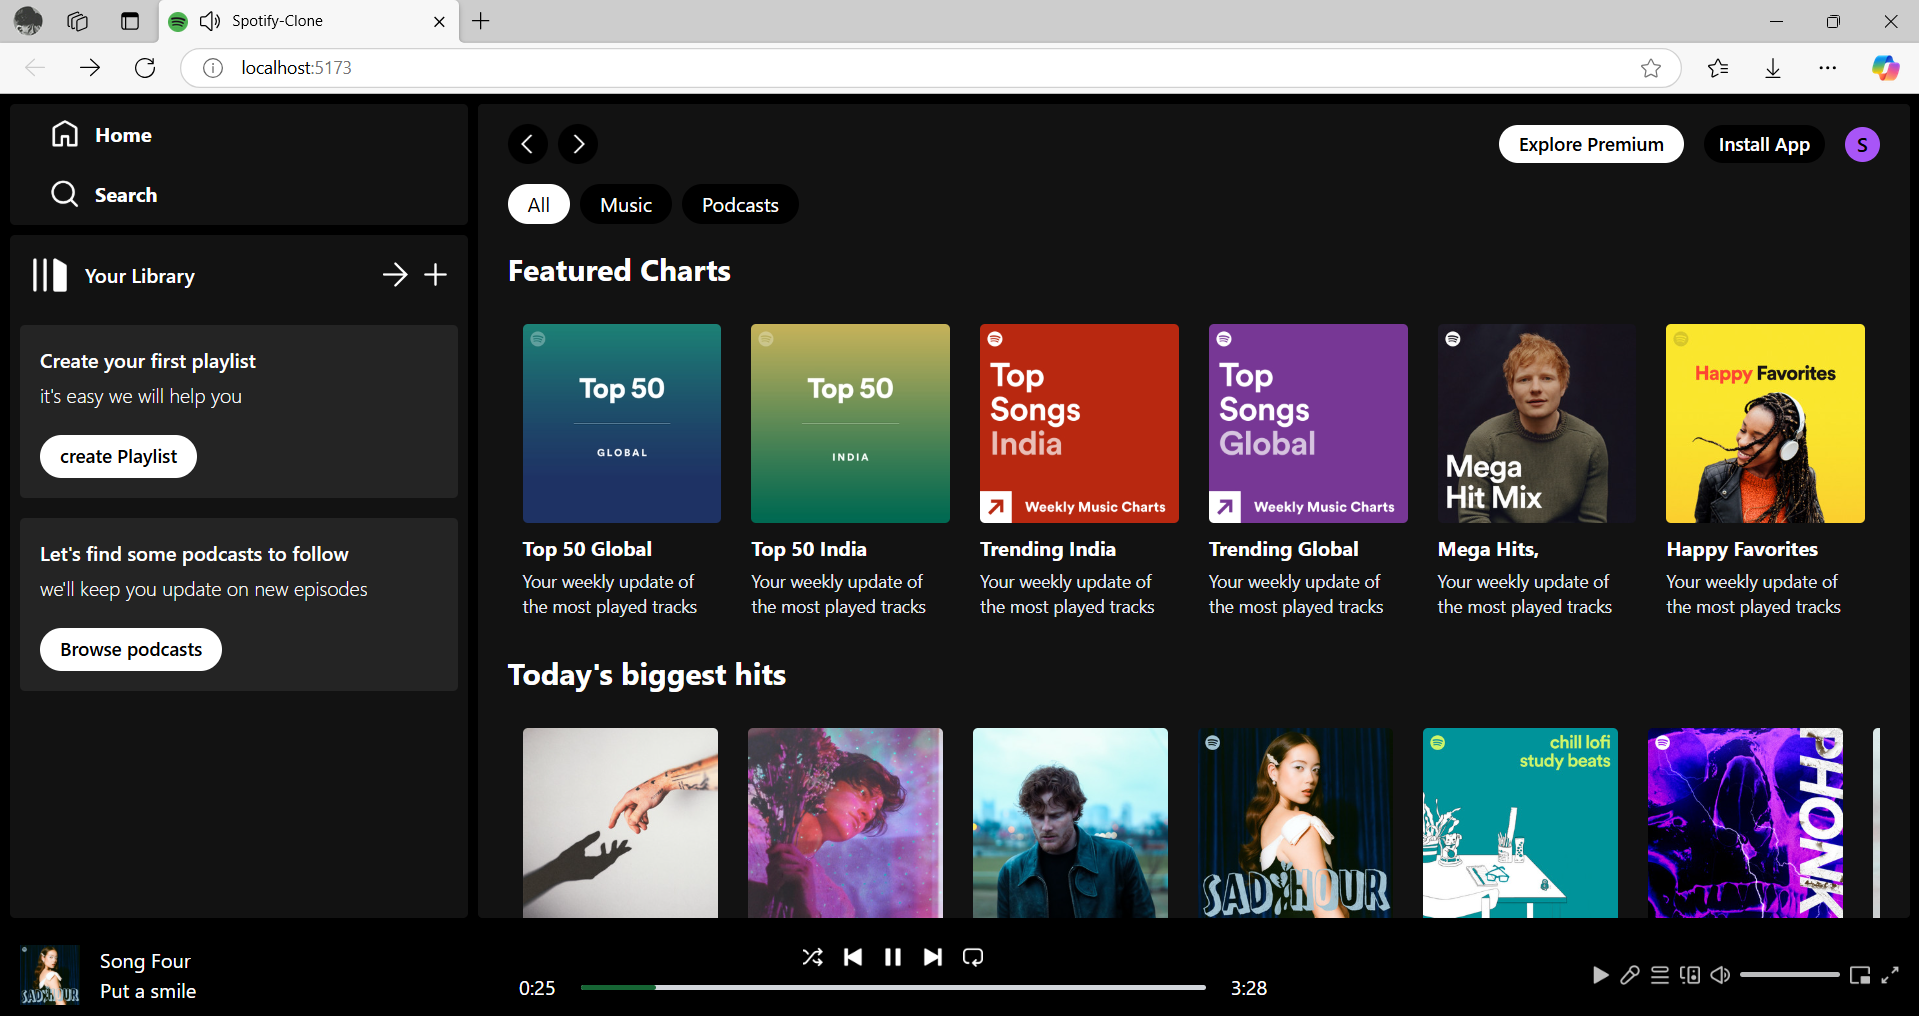 Spotify-Clone
localhost:5173
Home
Search
Your Library
Create your first playlist
it's easy we will help you
create Playlist
Let's find some podcasts to follow
we'll keep you update on new episodes
Browse podcasts
Explore Premium
Install App
S
All
Music
Podcasts
Featured Charts
Top 50
GLOBAL
Top 50 Global
Your weekly update of
the most played tracks
Top 50
INDIA
Top 50 India
Your weekly update of
the most played tracks
Top
Songs
India
Weekly Music Charts
Trending India
Your weekly update of
the most played tracks
Top
Songs
Global
Weekly Music Charts
Trending Global
Your weekly update of
the most played tracks
Mega
Hit Mix
Mega Hits,
Your weekly update of
the most played tracks
Happy Favorites
Happy Favorites
Your weekly update of
the most played tracks
Today's biggest hits
SAD HOUR
chill lofi
study beats
PHONK
SAD HOUR
Song Four
Put a smile
0:25
3:28